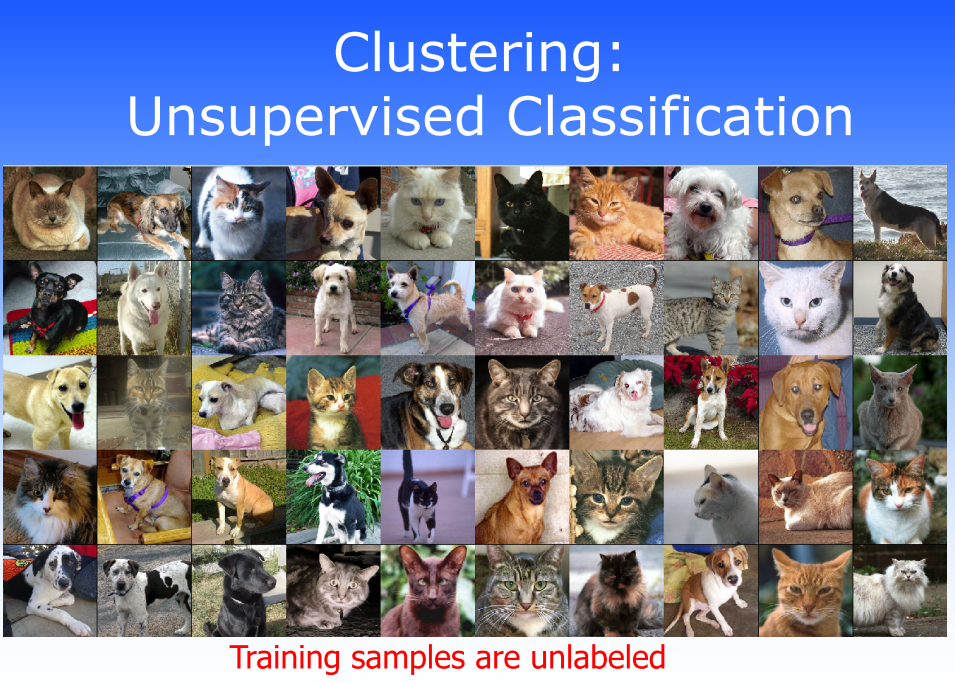 Clustering:
Unsupervised Classification
Training samples are unlabeled